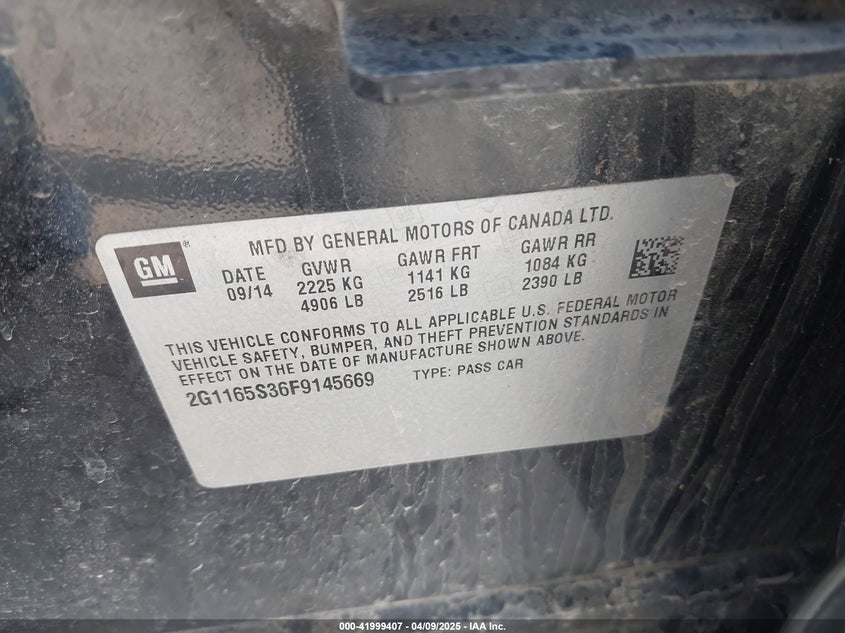 GM
®
MFD BY GENERAL MOTORS OF CANADA LTD.
DATE GVWR GAWR FRT GAWR RR
09/14 2225 KG 1141 KG 1084 KG
4906 LB 2516 LB 2390 LB
THIS VEHICLE CONFORMS TO ALL APPLICABLE U.S. FEDERAL MOTOR
VEHICLE SAFETY, BUMPER, AND THEFT PREVENTION STANDARDS IN
EFFECT ON THE DATE OF MANUFACTURE SHOWN ABOVE.
2G1165S36F9145669 TYPE: PASS CAR
000-41999407 - 04/09/2025 - IAA Inc.